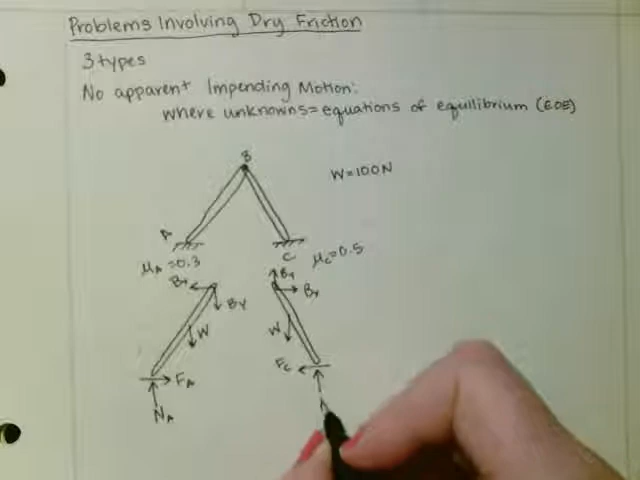 Problems Involving Dry Friction
3 types
No apparent Impending Motion:
where unknowns = equations of equilibrium (EOE)
B
W=100N
A
C
μA =0.3
μC=0.5
By
Bx
Bx
By
W
W
FA
FC
NA